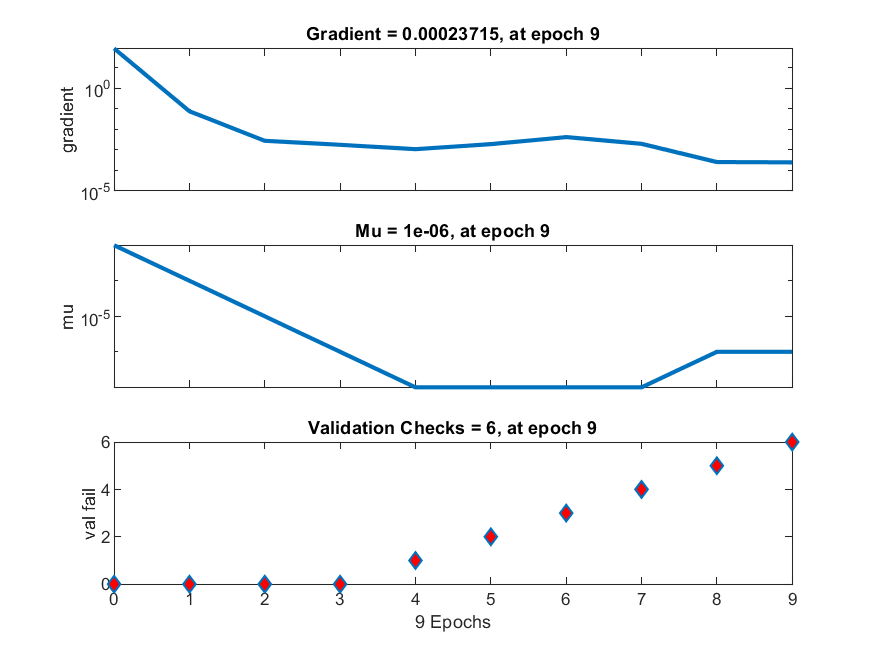 Gradient = 0.00023715, at epoch 9
10^0
gradient
10^-5
Mu = 1e-06, at epoch 9
mu
10^-5
Validation Checks = 6, at epoch 9
6
4
val fail
2
0
0 1 2 3 4 5 6 7 8 9
9 Epochs